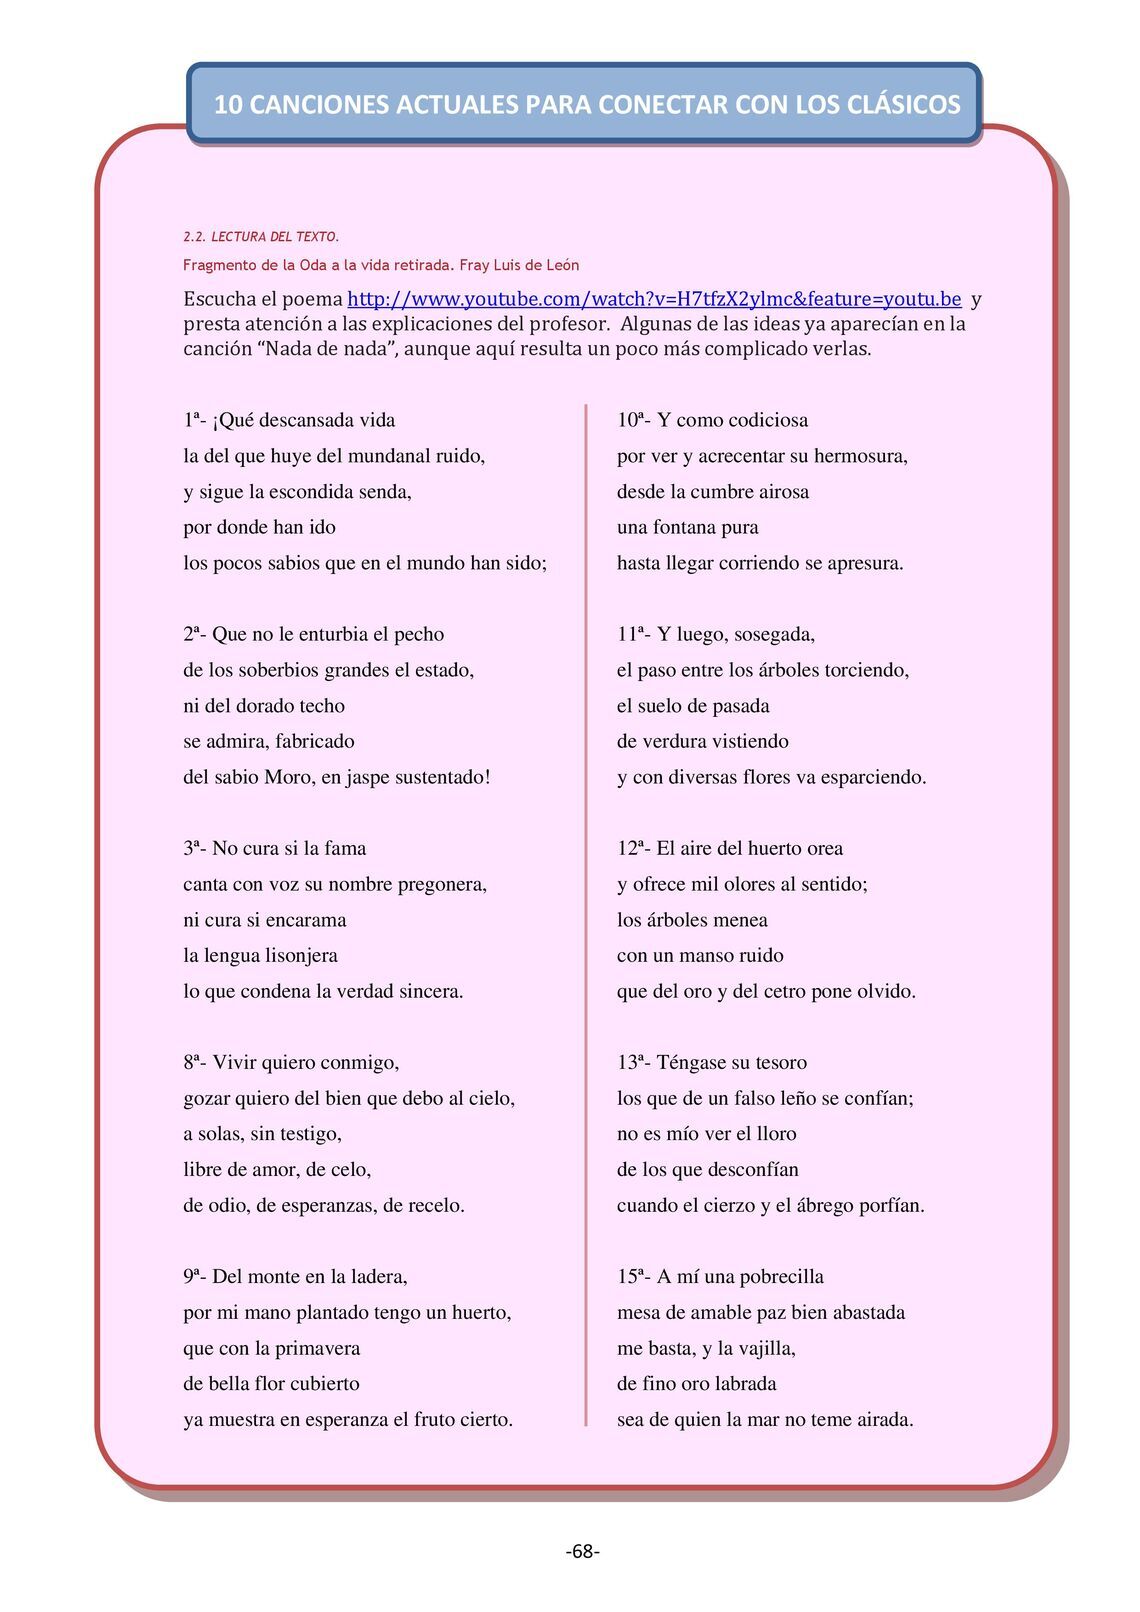 10 CANCIONES ACTUALES PARA CONECTAR CON LOS CLÁSICOS
2.2. LECTURA DEL TEXTO.
Fragmento de la Oda a la vida retirada. Fray Luis de León
Escucha el poema http://www.youtube.com/watch?v=H7tfzX2ylmc&feature=youtu.be y
presta atención a las explicaciones del profesor. Algunas de las ideas ya aparecían en la
canción “Nada de nada”, aunque aquí resulta un poco más complicado verlas.
1ª- ¡Qué descansada vida
la del que huye del mundanal ruido,
y sigue la escondida senda,
por donde han ido
los pocos sabios que en el mundo han sido;
2ª- Que no le enturbia el pecho
de los soberbios grandes el estado,
ni del dorado techo
se admira, fabricado
del sabio Moro, en jaspe sustentado!
3ª- No cura si la fama
canta con voz su nombre pregonera,
ni cura si encarama
la lengua lisonjera
lo que condena la verdad sincera.
8ª- Vivir quiero conmigo,
gozar quiero del bien que debo al cielo,
a solas, sin testigo,
libre de amor, de celo,
de odio, de esperanzas, de recelo.
9ª- Del monte en la ladera,
por mi mano plantado tengo un huerto,
que con la primavera
de bella flor cubierto
ya muestra en esperanza el fruto cierto.
10ª- Y como codiciosa
por ver y acrecentar su hermosura,
desde la cumbre airosa
una fontana pura
hasta llegar corriendo se apresura.
11ª- Y luego, sosegada,
el paso entre los árboles torciendo,
el suelo de pasada
de verdura vistiendo
y con diversas flores va esparciendo.
12ª- El aire del huerto orea
y ofrece mil olores al sentido;
los árboles menea
con un manso ruido
que del oro y del cetro pone olvido.
13ª- Téngase su tesoro
los que de un falso leño se confían;
no es mío ver el lloro
de los que desconfían
cuando el cierzo y el ábrego porfían.
15ª- A mí una pobrecilla
mesa de amable paz bien abastada
me basta, y la vajilla,
de fino oro labrada
sea de quien la mar no teme airada.
-68-